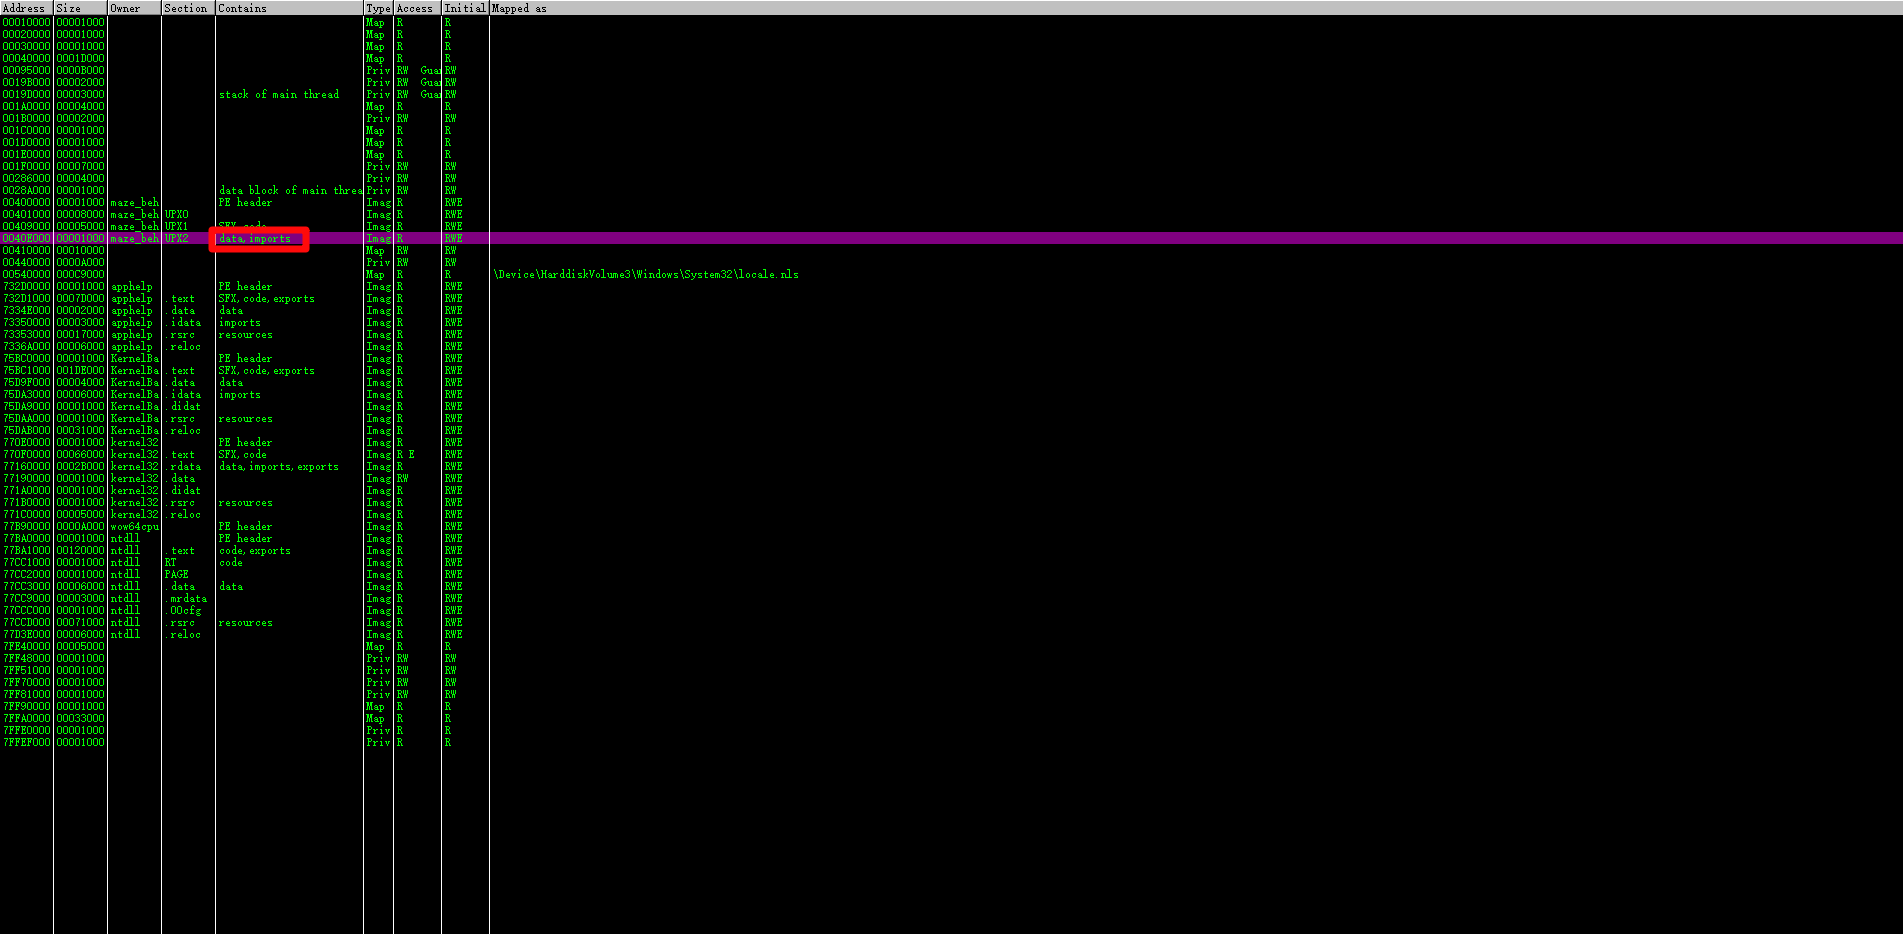 Address Size Owner Section Contains Type Access Initial Mapped as
00010000 00001000 Map R R
00020000 00001000 Map R R
00030000 00001000 Map R R
00040000 0001D000 Map R R
00095000 0000B000 Priv RW Gua RW
0019B000 00002000 Priv RW Gua RW
0019D000 00003000 stack of main thread Priv RW Gua RW
001A0000 00004000 Map R R
001B0000 00002000 Priv RW RW
001C0000 00001000 Map R R
001D0000 00001000 Map R R
001E0000 00001000 Map R R
001F0000 00007000 Priv RW RW
00286000 00004000 Priv RW RW
0028A000 00001000 data block of main threa Priv RW RW
00400000 00001000 maze_beh PE header Imag R RWE
00401000 00008000 maze_beh UPX0 Imag R RWE
00409000 00005000 maze_beh UPX1 SFX,code Imag R RWE
0040E000 00001000 maze_beh UPX2 data,imports Imag R RWE
00410000 00010000 Map RW RW
00440000 0000A000 Priv RW RW
00540000 000C9000 Map R R \Device\HarddiskVolume3\Windows\System32\locale.nls
732D0000 00001000 apphelp PE header Imag R RWE
732D1000 0007D000 apphelp .text SFX,code,exports Imag R RWE
7334E000 00002000 apphelp .data data Imag R RWE
73350000 00003000 apphelp .idata imports Imag R RWE
73353000 00017000 apphelp .rsrc resources Imag R RWE
7336A000 00006000 apphelp .reloc Imag R RWE
75BC0000 00001000 KernelBa PE header Imag R RWE
75BC1000 001DE000 KernelBa .text SFX,code,exports Imag R RWE
75D9F000 00004000 KernelBa .data data Imag R RWE
75DA3000 00006000 KernelBa .idata imports Imag R RWE
75DA9000 00001000 KernelBa .didat Imag R RWE
75DAA000 00001000 KernelBa .rsrc resources Imag R RWE
75DAB000 00031000 KernelBa .reloc Imag R RWE
770E0000 00001000 kernel32 PE header Imag R RWE
770F0000 00066000 kernel32 .text SFX,code Imag R E RWE
77160000 0002B000 kernel32 .rdata data,imports,exports Imag R RWE
77190000 00001000 kernel32 .data Imag RW RWE
771A0000 00001000 kernel32 .didat Imag R RWE
771B0000 00001000 kernel32 .rsrc resources Imag R RWE
771C0000 00005000 kernel32 .reloc Imag R RWE
77B90000 0000A000 wow64cpu PE header Imag R RWE
77BA0000 00001000 ntdll PE header Imag R RWE
77BA1000 00120000 ntdll .text code,exports Imag R RWE
77CC1000 00001000 ntdll RT code Imag R RWE
77CC2000 00001000 ntdll PAGE Imag R RWE
77CC3000 00006000 ntdll .data data Imag R RWE
77CC9000 00003000 ntdll .mrdata Imag R RWE
77CCC000 00001000 ntdll .00cfg Imag R RWE
77CCD000 00071000 ntdll .rsrc resources Imag R RWE
77D3E000 00006000 ntdll .reloc Imag R RWE
7FE40000 00005000 Map R R
7FF48000 00001000 Priv RW RW
7FF51000 00001000 Priv RW RW
7FF70000 00001000 Priv RW RW
7FF81000 00001000 Priv RW RW
7FF90000 00001000 Map R R
7FFA0000 00033000 Map R R
7FFE0000 00001000 Priv R R
7FFEF000 00001000 Priv R R